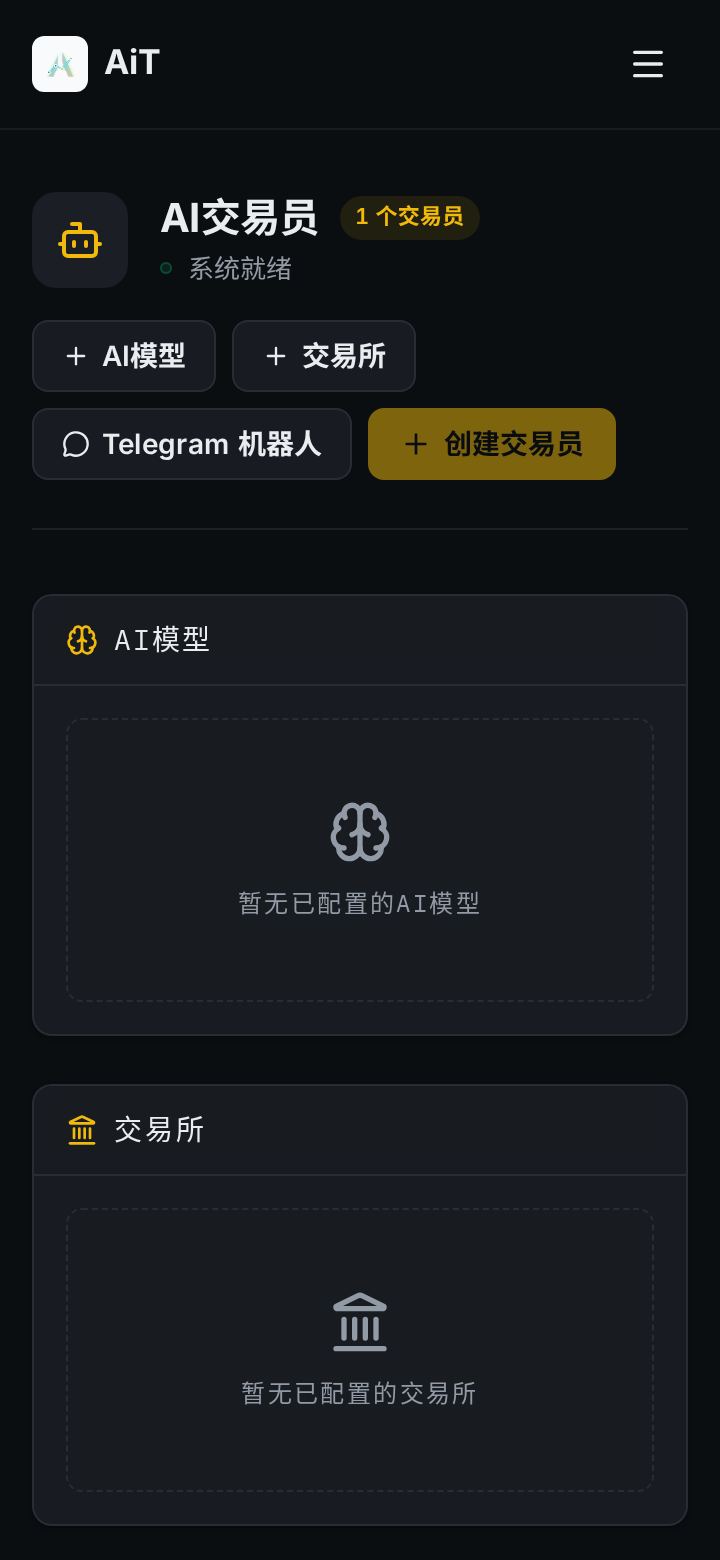 AiT
AI交易员
1 个交易员
系统就绪
AI模型
交易所
Telegram 机器人
创建交易员
AI模型
暂无已配置的AI模型
交易所
暂无已配置的交易所